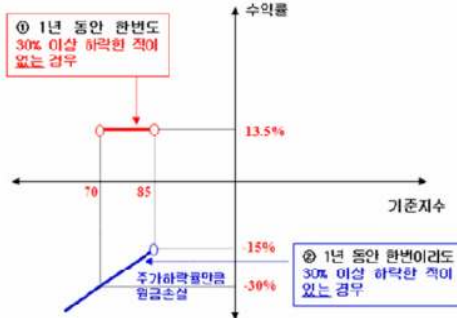 수익률
① 1년 동안 한번도
30% 이상 하락한 적이
없는 경우
13.5%
70
85
기준지수
-15%
② 1년 동안 한번이라도
30% 이상 하락한 적이
있는 경우
주가하락률만큼
원금손실
-30%